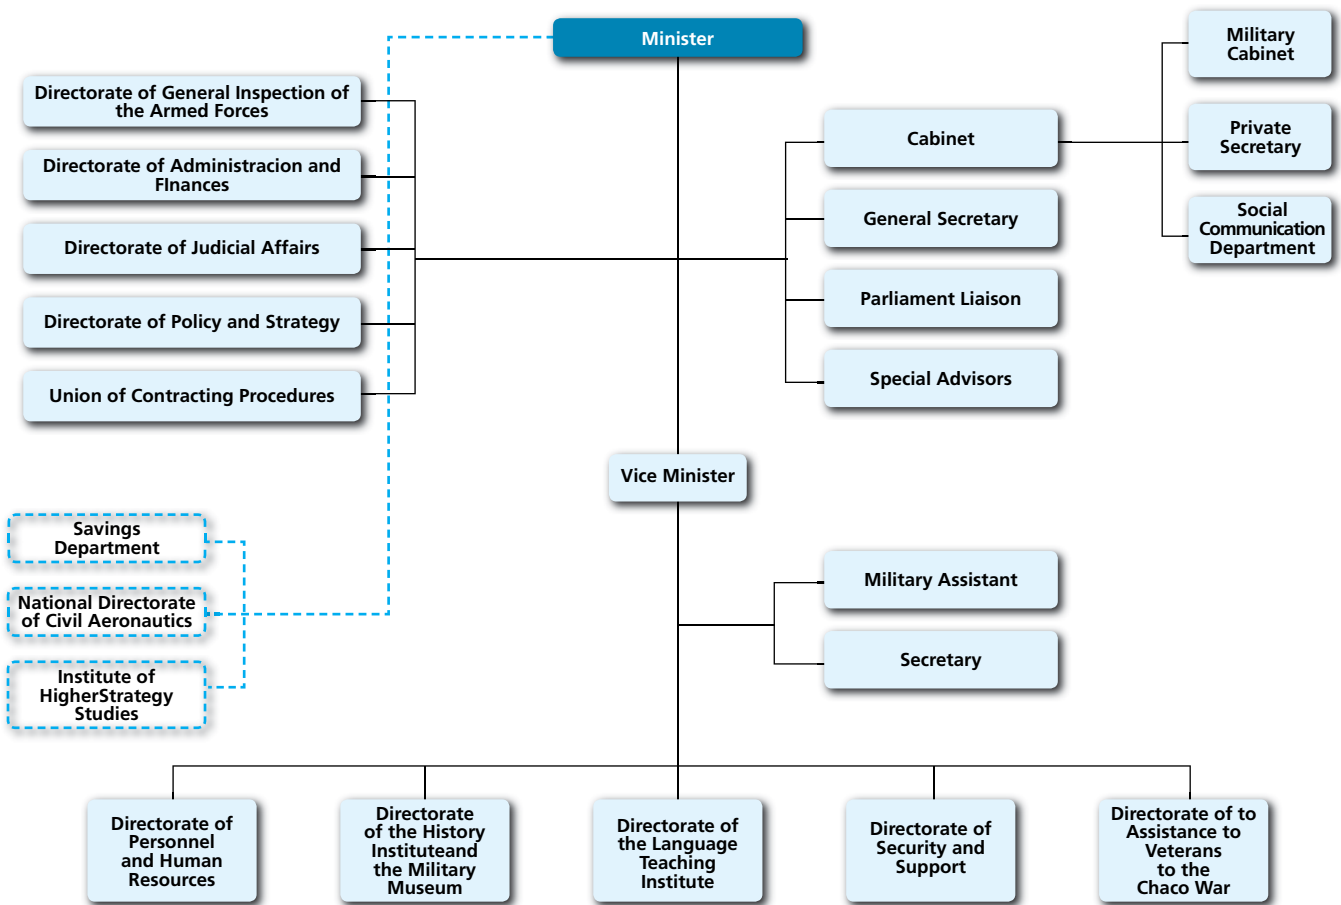 Minister
Military
Cabinet
Directorate of General Inspection of
the Armed Forces
Cabinet
Private
Secretary
Directorate of Administracion and
FInances
General Secretary
Social
Communication
Department
Directorate of Judicial Affairs
Parliament Liaison
Directorate of Policy and Strategy
Special Advisors
Union of Contracting Procedures
Vice Minister
Savings
Department
Military Assistant
National Directorate
of Civil Aeronautics
Secretary
Institute of
HigherStrategy
Studies
Directorate of
Personnel
and Human
Resources
Directorate
of the History
Instituteand
the Military
Museum
Directorate of
the Language
Teaching
Institute
Directorate of
Security and
Support
Directorate of to
Assistance to
Veterans
to the
Chaco War